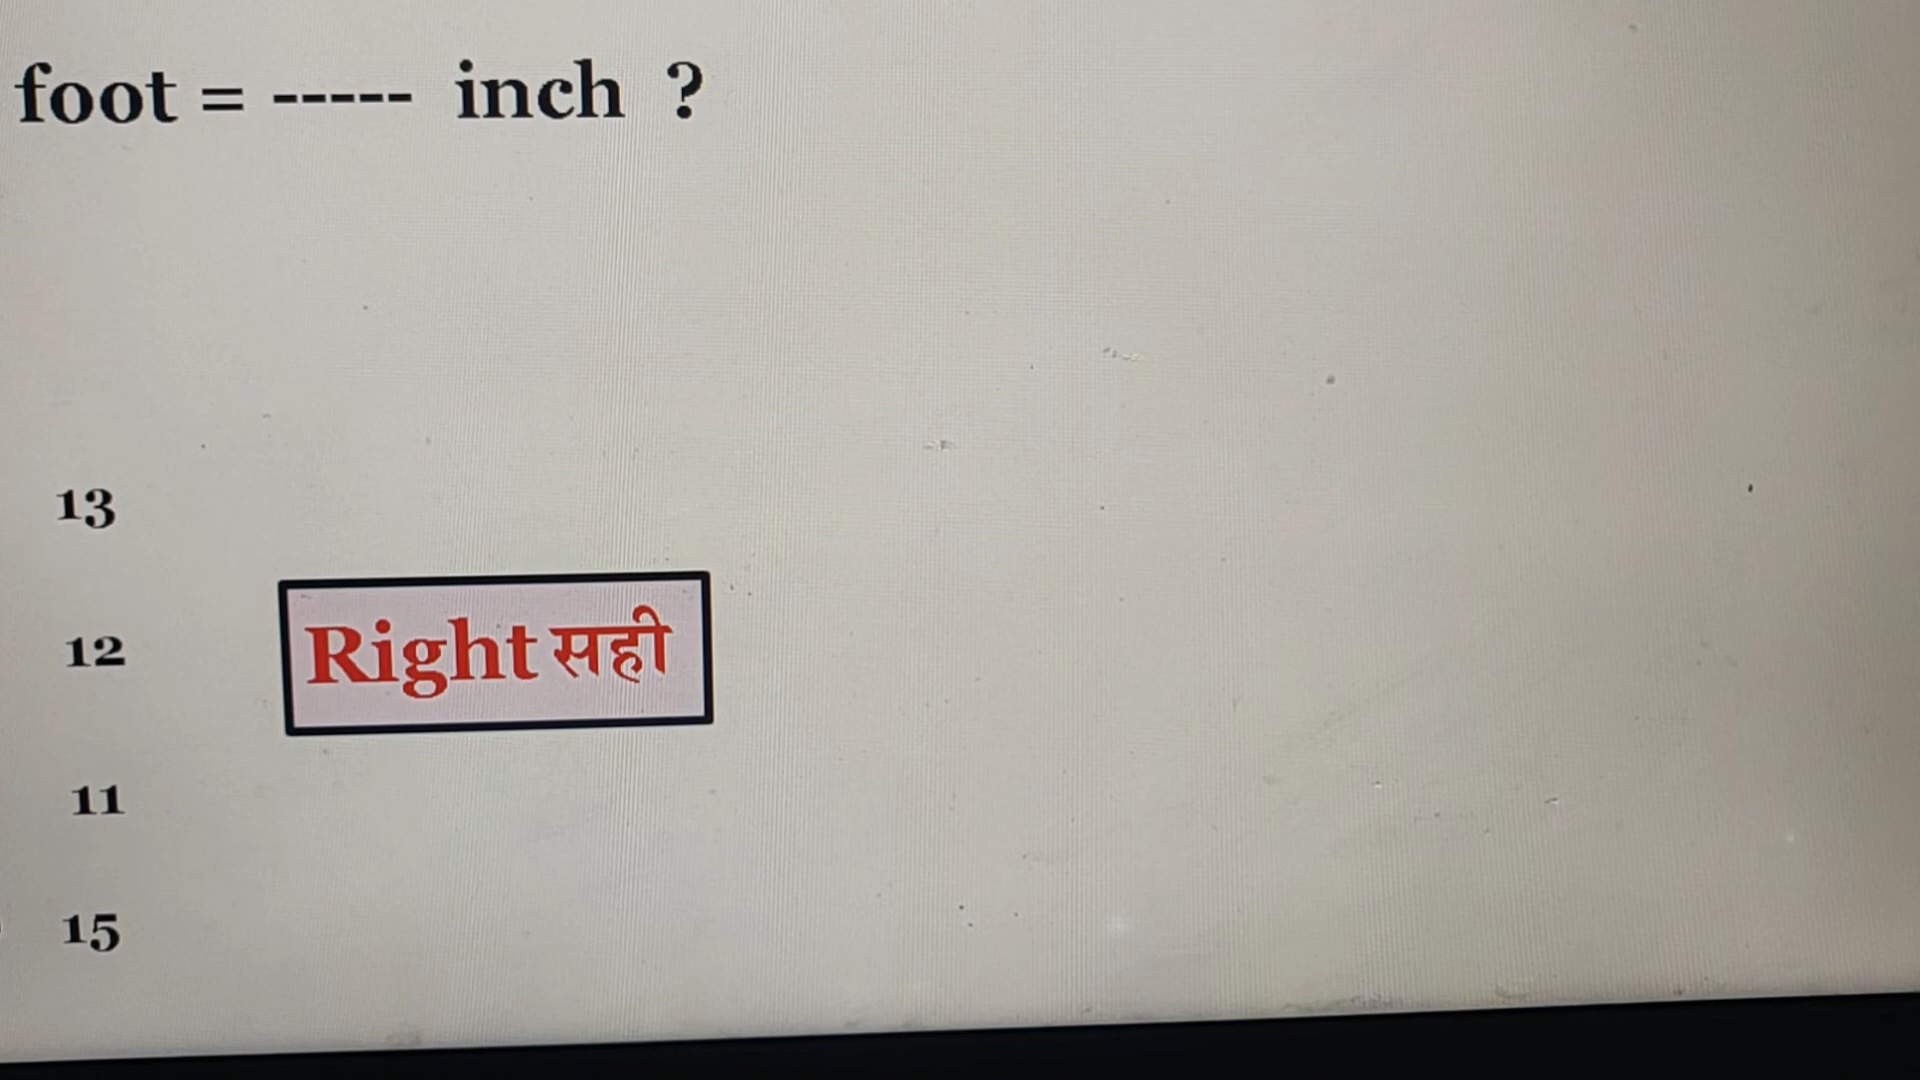 foot = ----- inch ?
13
12 Right सही
11
15